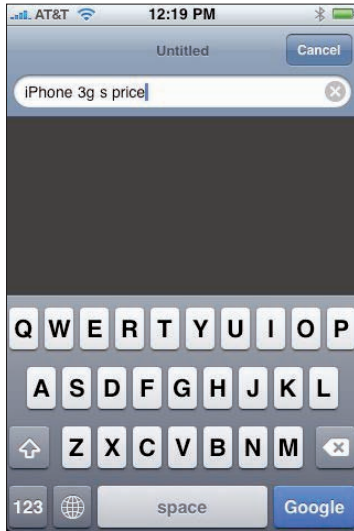 AT&T 12:19 PM
Untitled Cancel
iPhone 3g s price
Q W E R T Y U I O P
A S D F G H J K L
Z X C V B N M
123 space Google